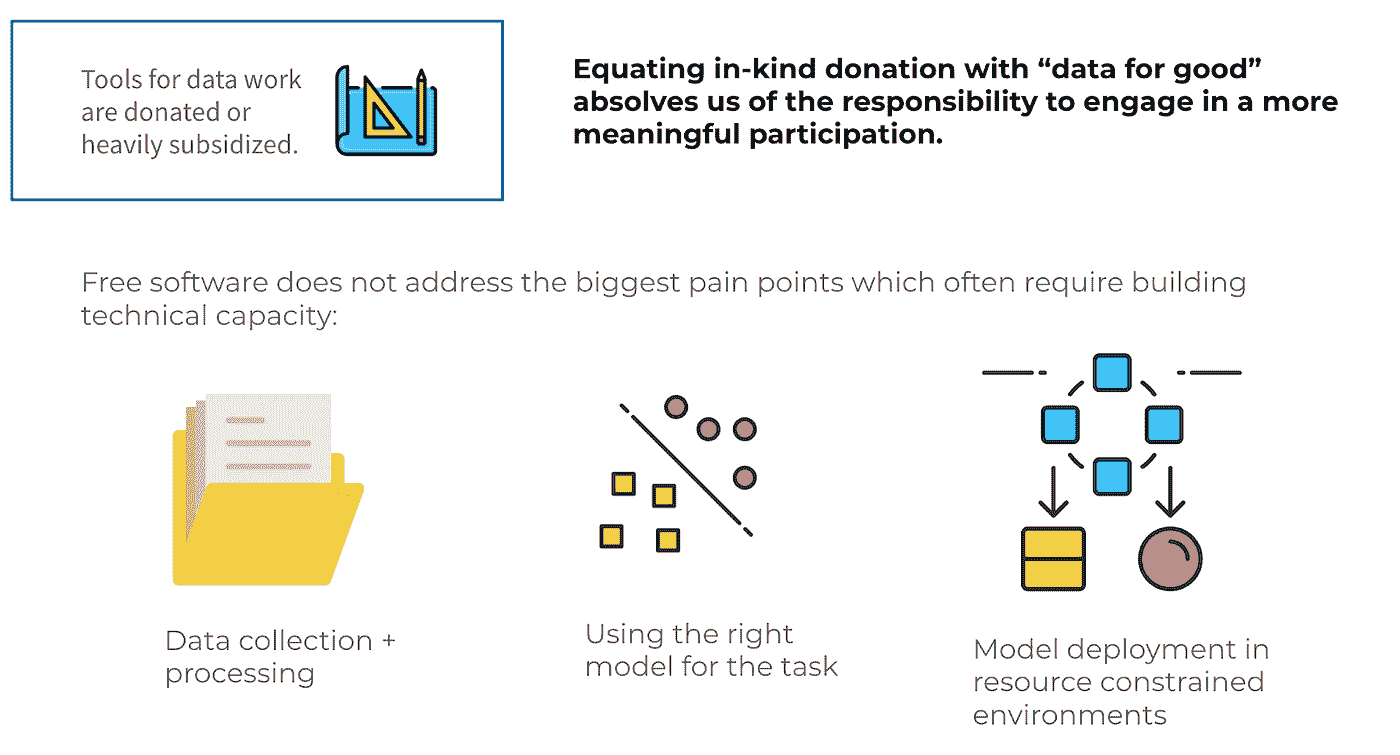 Tools for data work
are donated or
heavily subsidized.
Equating in-kind donation with “data for good”
absolves us of the responsibility to engage in a more
meaningful participation.
Free software does not address the biggest pain points which often require building
technical capacity:
Data collection +
processing
Using the right
model for the task
Model deployment in
resource constrained
environments